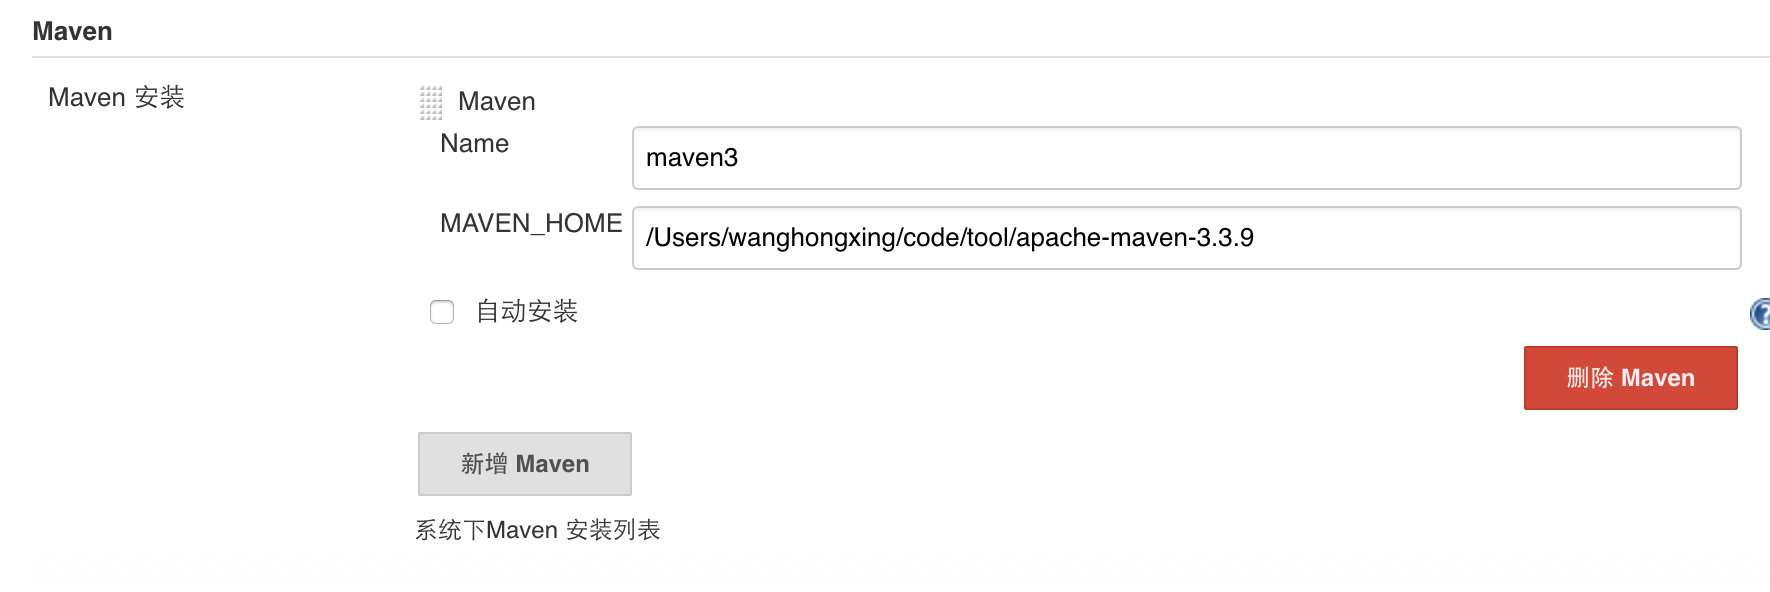 Maven
Maven 安装
Maven
Name
maven3
MAVEN_HOME
/Users/wanghongxing/code/tool/apache-maven-3.3.9
自动安装
?
删除 Maven
新增 Maven
系统下Maven 安装列表